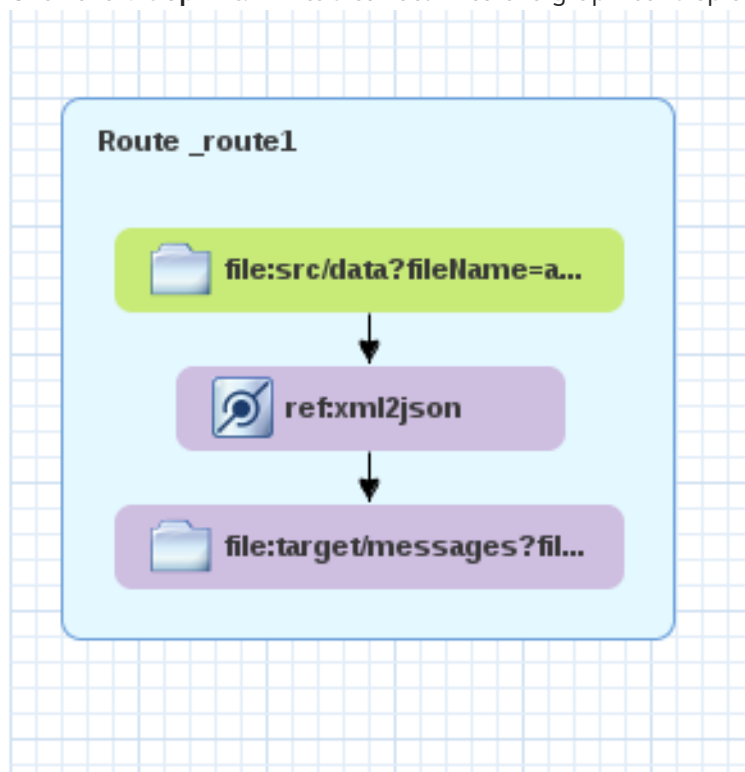 Route _route1
file:src/data?fileName=a...
ref:xml2json
file:target/messages?fil...